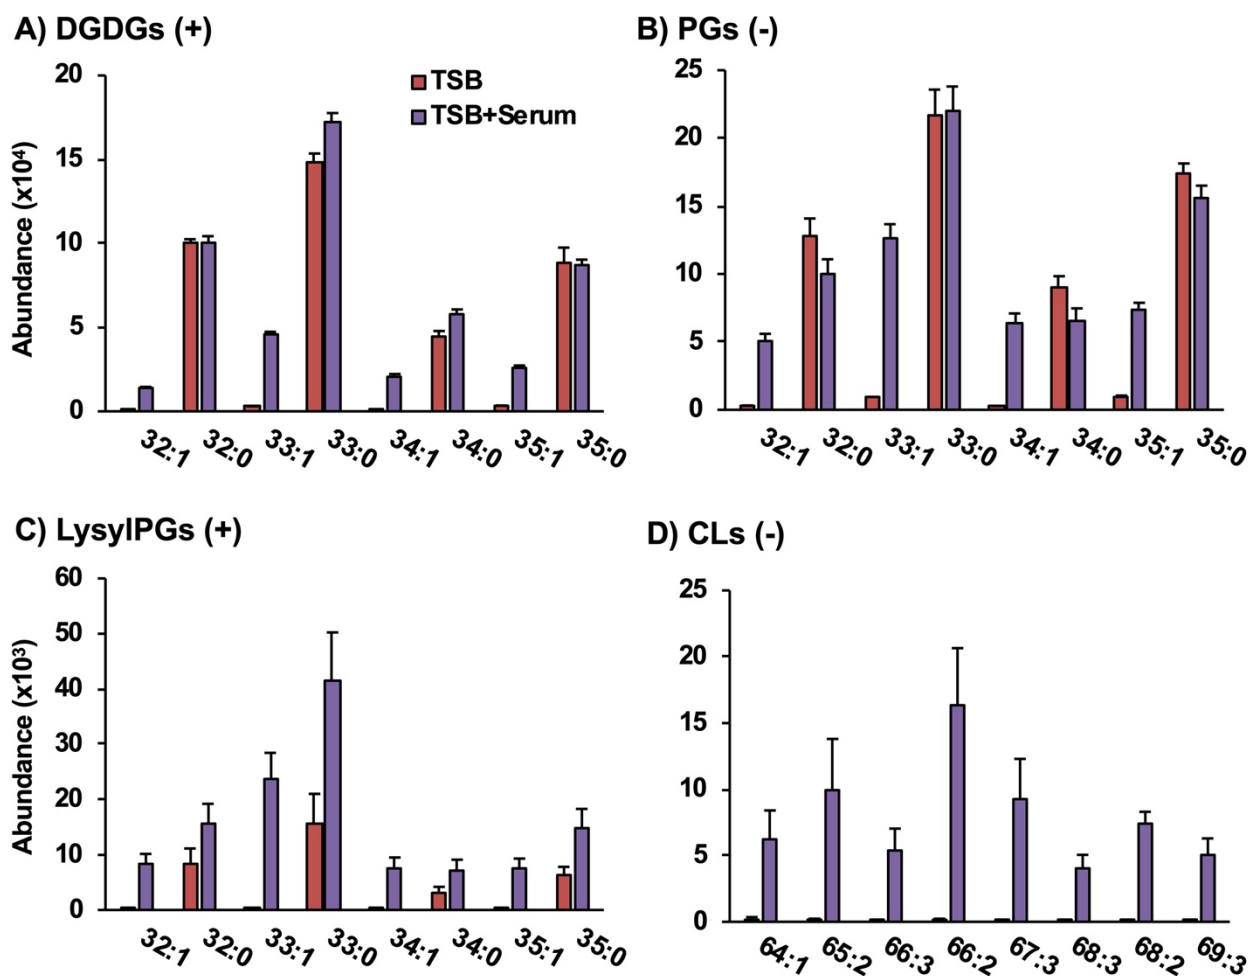 A) DGDGs (+)
TSB
TSB+Serum
Abundance (x10⁴)
20
15
10
5
0
32:1 32:0 33:1 33:0 34:1 34:0 35:1 35:0
B) PGs (-)
25
20
15
10
5
0
32:1 32:0 33:1 33:0 34:1 34:0 35:1 35:0
C) LysylPGs (+)
Abundance (x10³)
60
50
40
30
20
10
0
32:1 32:0 33:1 33:0 34:1 34:0 35:1 35:0
D) CLs (-)
25
20
15
10
5
0
64:1 65:2 66:3 66:2 67:3 68:3 68:2 69:3